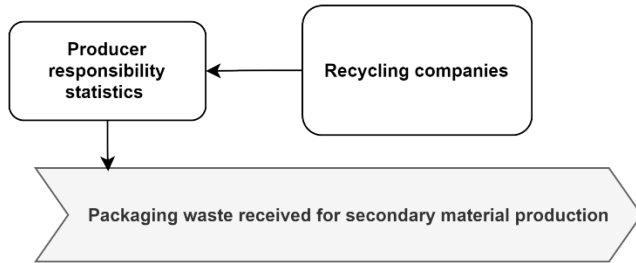 Producer
responsibility
statistics
Recycling companies
Packaging waste received for secondary material production